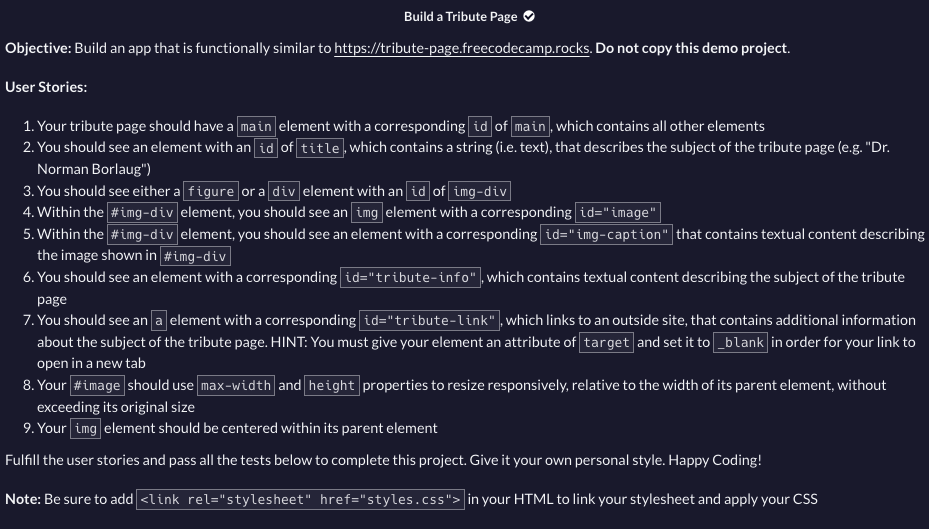 Build a Tribute Page
Objective: Build an app that is functionally similar to https://tribute-page.freecodecamp.rocks. Do not copy this demo project.
User Stories:
1. Your tribute page should have a main element with a corresponding id of main, which contains all other elements
2. You should see an element with an id of title, which contains a string (i.e. text), that describes the subject of the tribute page (e.g. "Dr.
Norman Borlaug")
3. You should see either a figure or a div element with an id of img-div
4. Within the #img-div element, you should see an img element with a corresponding id="image"
5. Within the #img-div element, you should see an element with a corresponding id="img-caption" that contains textual content describing
the image shown in #img-div
6. You should see an element with a corresponding id="tribute-info", which contains textual content describing the subject of the tribute
page
7. You should see an a element with a corresponding id="tribute-link", which links to an outside site, that contains additional information
about the subject of the tribute page. HINT: You must give your element an attribute of target and set it to _blank in order for your link to
open in a new tab
8. Your #image should use max-width and height properties to resize responsively, relative to the width of its parent element, without
exceeding its original size
9. Your img element should be centered within its parent element
Fulfill the user stories and pass all the tests below to complete this project. Give it your own personal style. Happy Coding!
Note: Be sure to add <link rel="stylesheet" href="styles.css"> in your HTML to link your stylesheet and apply your CSS